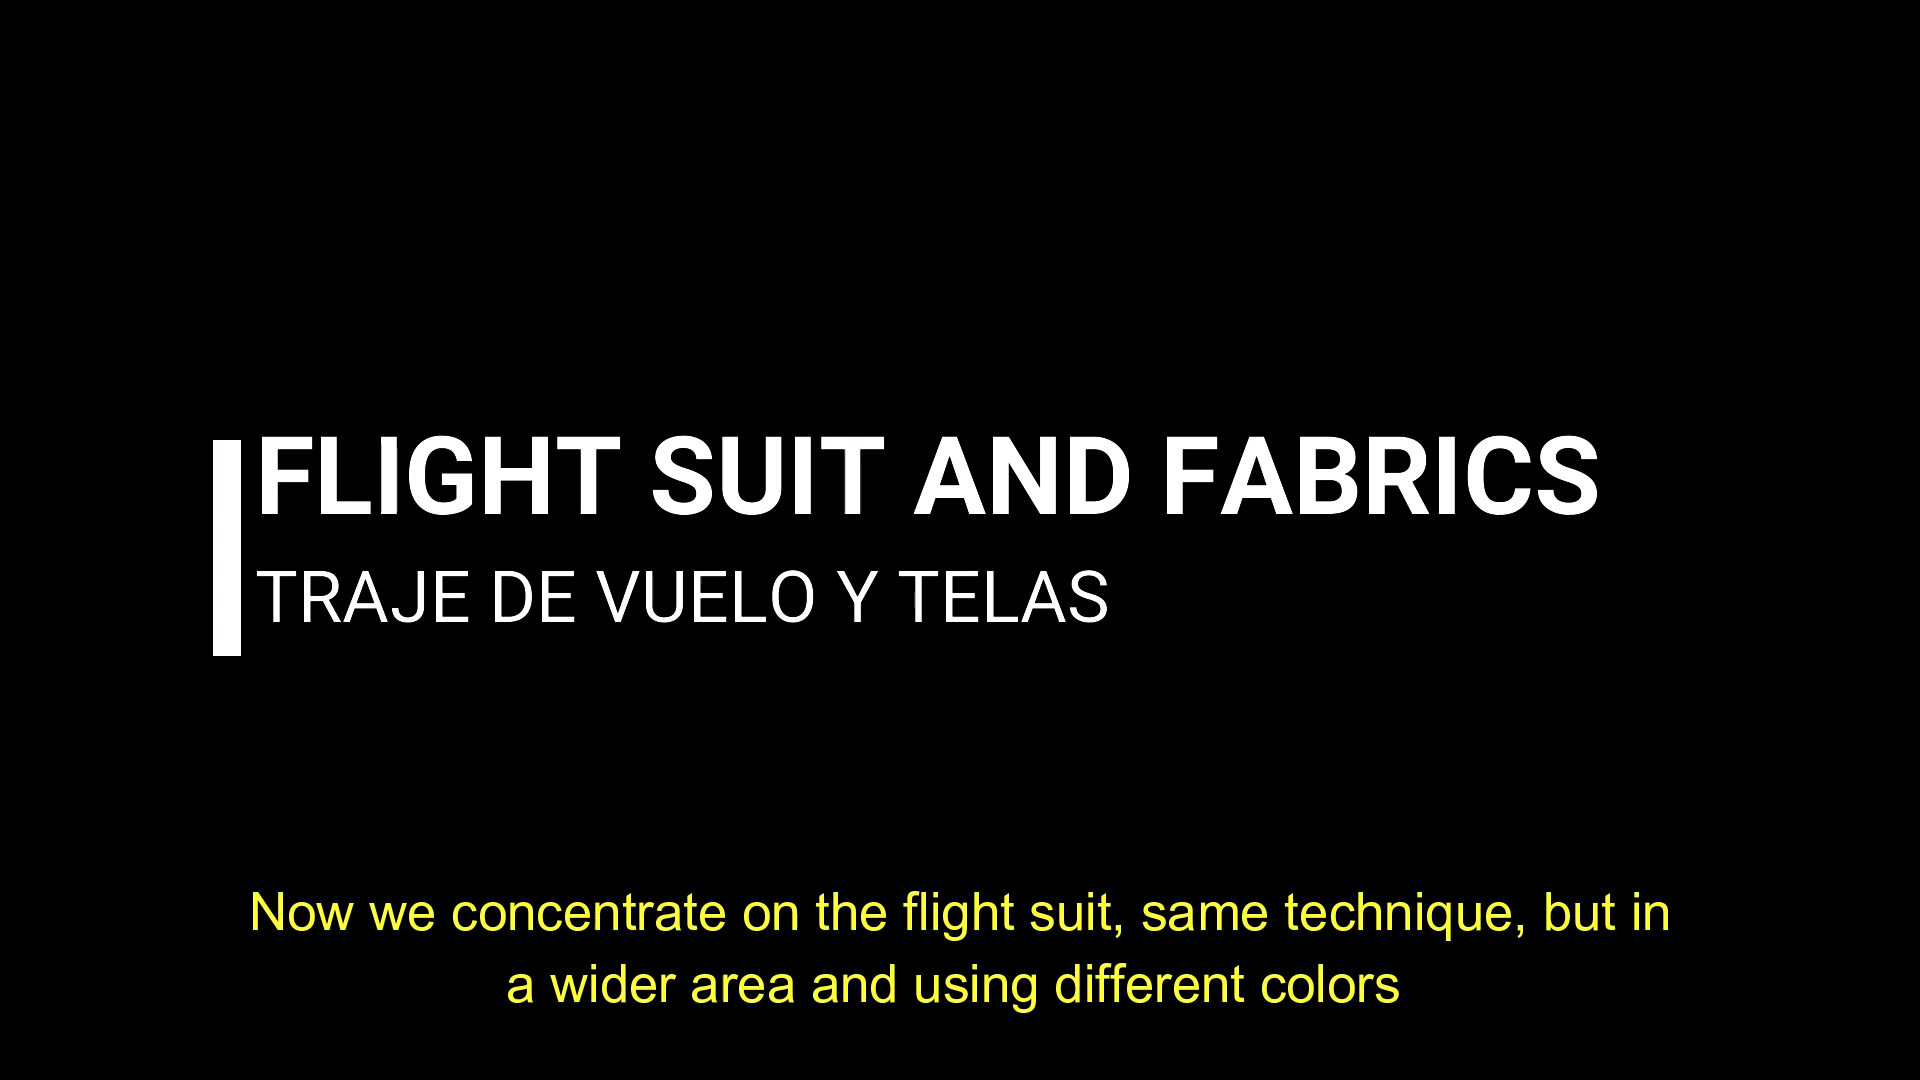 FLIGHT SUIT AND FABRICS
TRAJE DE VUELO Y TELAS
Now we concentrate on the flight suit, same technique, but in
a wider area and using different colors